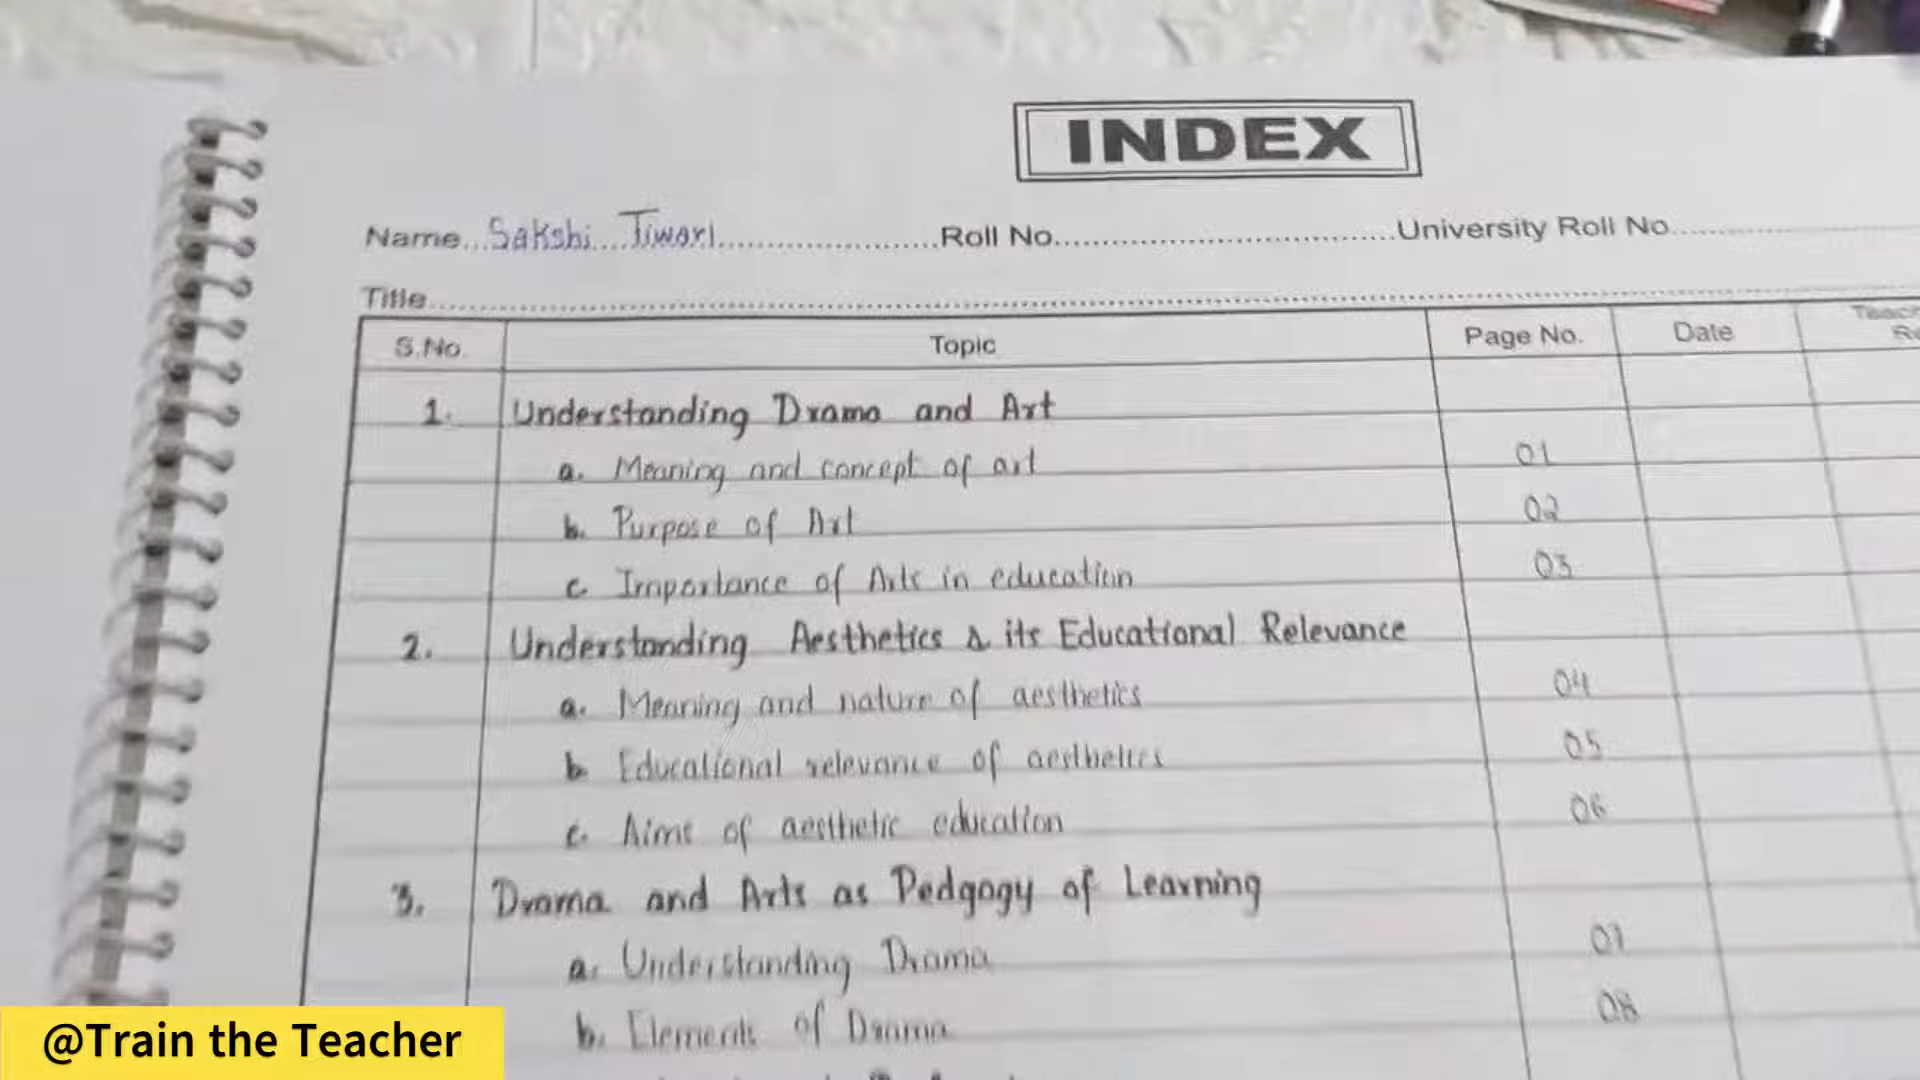 INDEX
Name...Sakshi...Tiwari......................Roll No..................................University Roll No..............
Title..............................................................................................................
S.No. Topic Page No. Date
1. Understanding Drama and Art
a. Meaning and concept of art 01
b. Purpose of Art 02
c. Importance of Arts in education 03
2. Understanding Aesthetics & its Educational Relevance
a. Meaning and nature of aesthetics 04
b. Educational relevance of aesthetics 05
c. Aims of aesthetic education 06
3. Drama and Arts as Pedgogy of Learning
a. Understanding Drama 07
b. Elements of Drama 08
@Train the Teacher